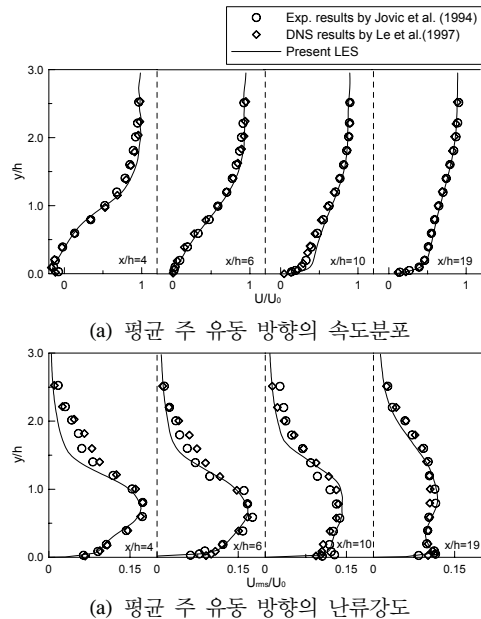 Exp. results by Jovic et al. (1994)
DNS results by Le et al.(1997)
Present LES
3.0
2.0
1.0
0.0
y/h
x/h=4
x/h=6
x/h=10
x/h=19
0 1 0 1 0 1 0 1
U/U0
(a) 평균 주 유동 방향의 속도분포
3.0
2.0
1.0
0.0
y/h
x/h=4
x/h=6
x/h=10
x/h=19
0 0.15 0 0.15 0 0.15 0 0.15
Urms/U0
(a) 평균 주 유동 방향의 난류강도